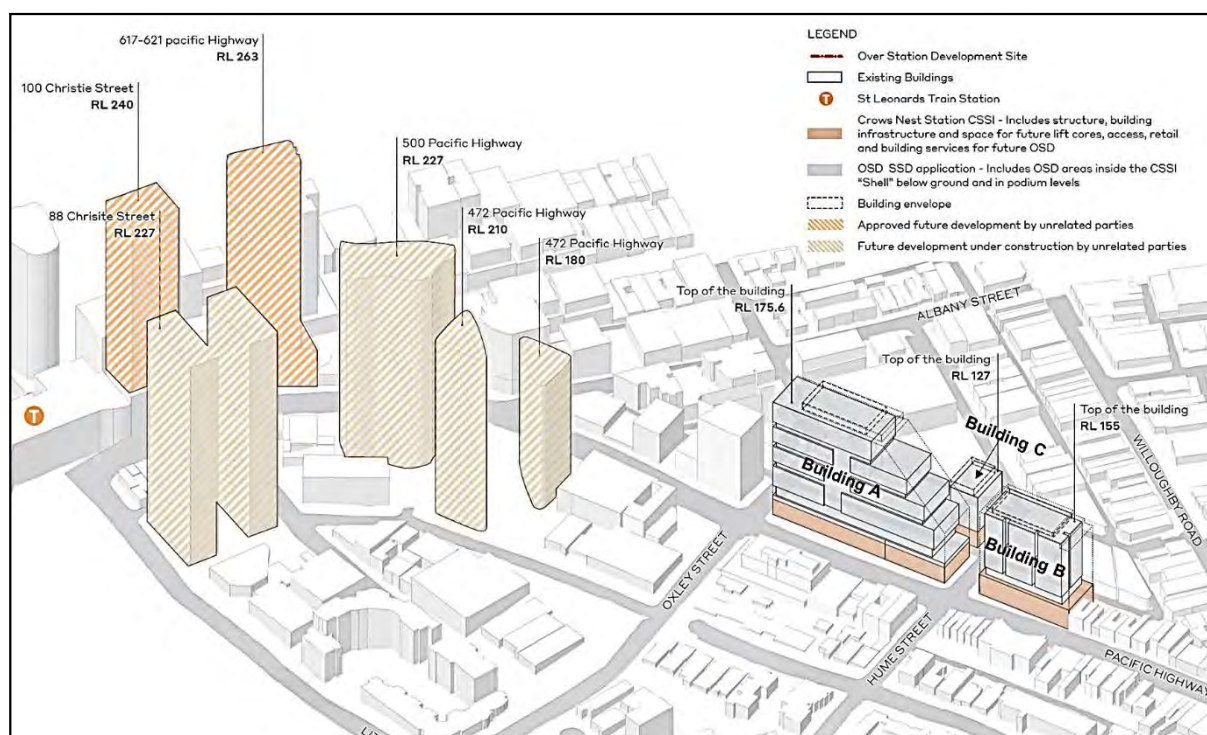 617-621 pacific Highway
RL 263
100 Christie Street
RL 240
88 Chrisite Street
RL 227
500 Pacific Highway
RL 227
472 Pacific Highway
RL 210
472 Pacific Highway
RL 180
LEGEND
Over Station Development Site
Existing Buildings
T
St Leonards Train Station
Crows Nest Station CSSI - Includes structure, building
infrastructure and space for future lift cores, access, retail
and building services for future OSD
OSD SSD application - Includes OSD areas inside the CSSI
"Shell" below ground and in podium levels
Building envelope
Approved future development by unrelated parties
Future development under construction by unrelated parties
Top of the building
RL 175.6
ALBANY STREET
Top of the building
RL 127
Top of the building
RL 155
T
Building C
Building A
Building B
WILLOUGHBY ROAD
OXLEY STREET
HUME STREET
PACIFIC HIGHWAY